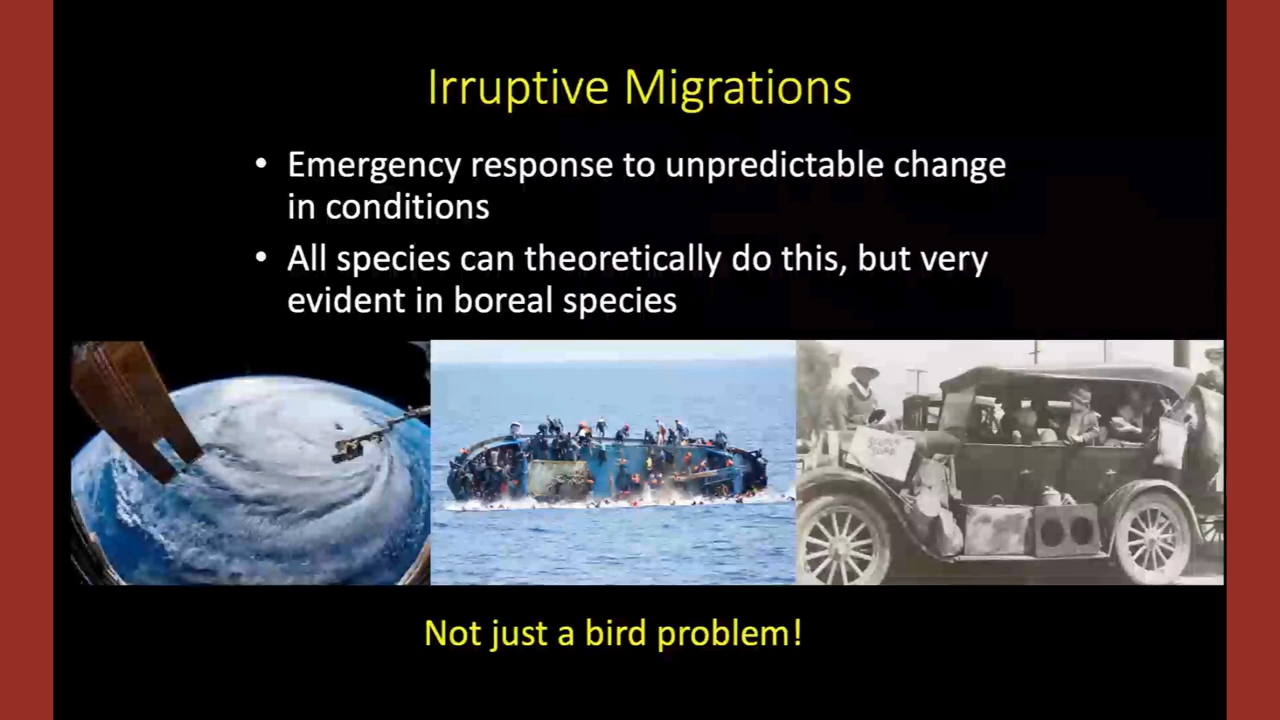 Irruptive Migrations
• Emergency response to unpredictable change
in conditions
• All species can theoretically do this, but very
evident in boreal species
Not just a bird problem!